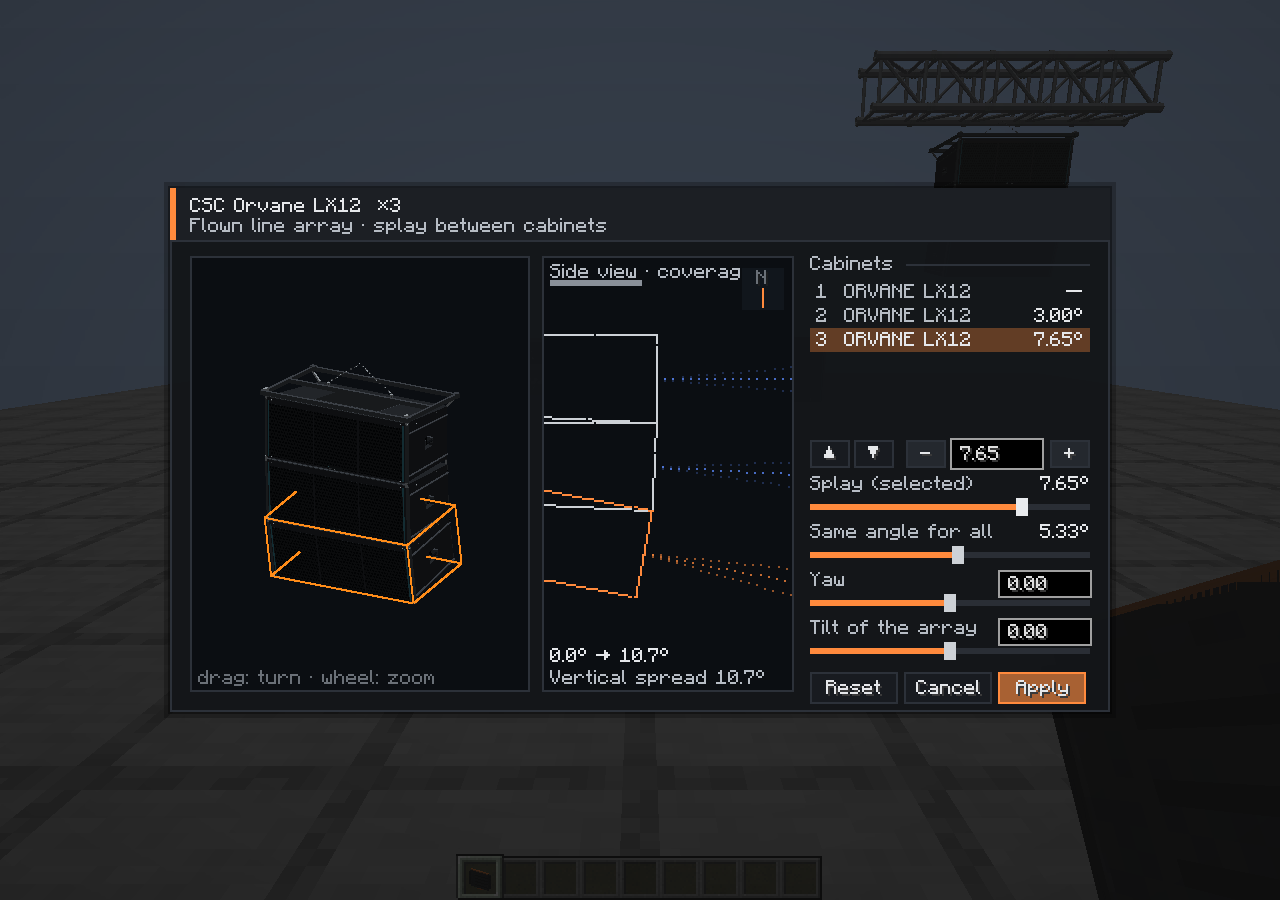 CSC Orvane LX12 ×3
Flown line array · splay between cabinets
drag: turn · wheel: zoom
Side view · coverag
N
0.0° → 10.7°
Vertical spread 10.7°
Cabinets
1 ORVANE LX12 —
2 ORVANE LX12 3.00°
3 ORVANE LX12 7.65°
▲ ▼ − 7.65 +
Splay (selected) 7.65°
Same angle for all 5.33°
Yaw 0.00
Tilt of the array 0.00
Reset Cancel Apply